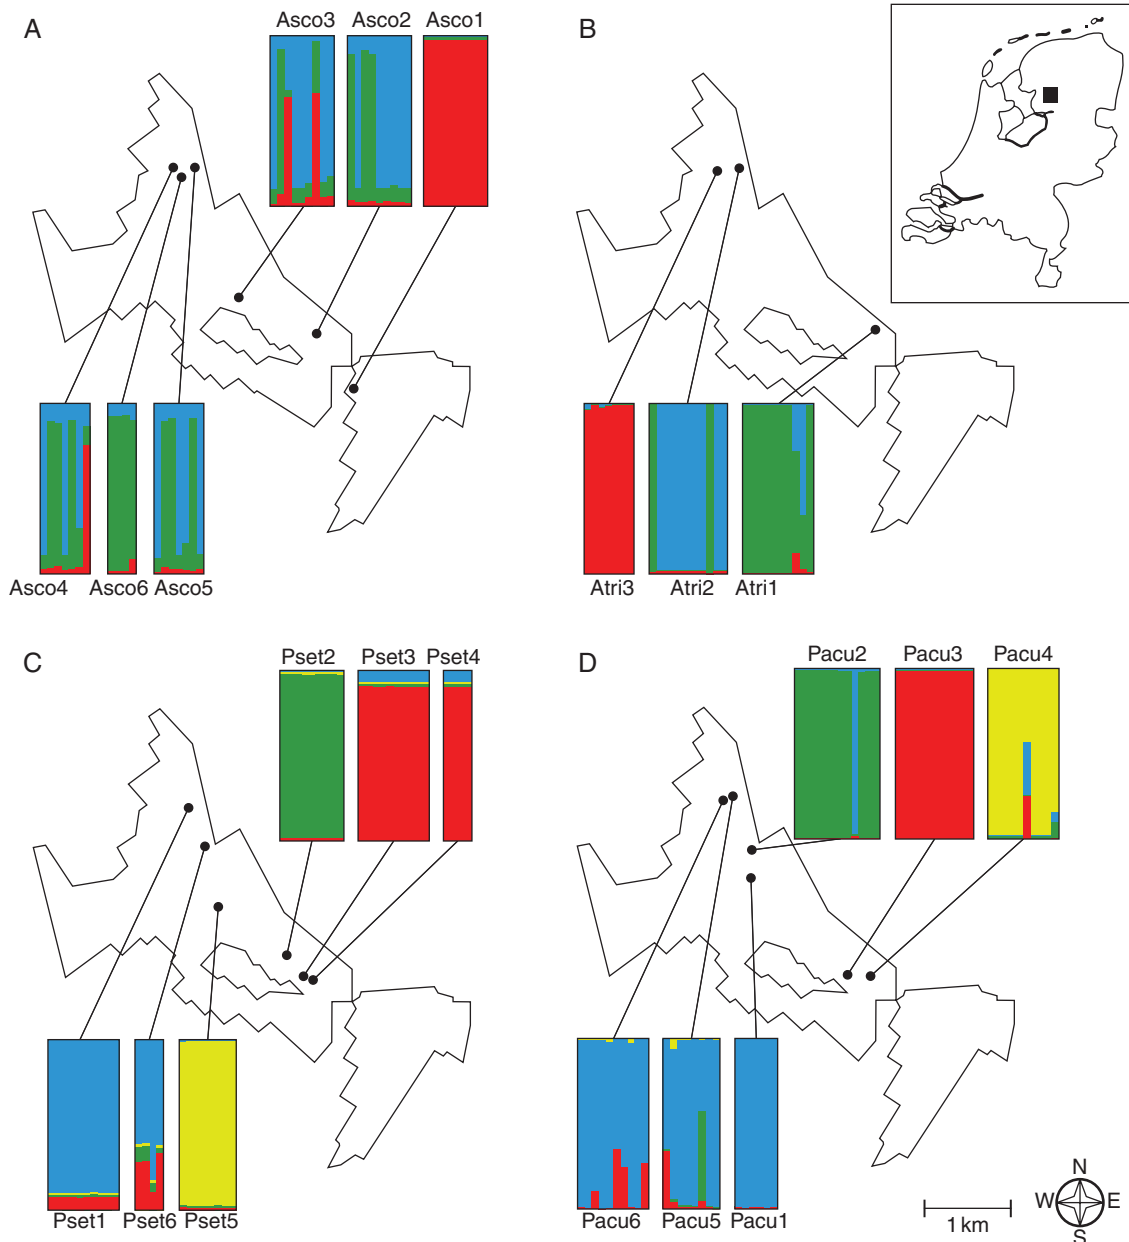 A
Asco3 Asco2 Asco1
Asco4 Asco6 Asco5
B
Atri3 Atri2 Atri1
C
Pset2 Pset3 Pset4
Pset1 Pset6 Pset5
D
Pacu2 Pacu3 Pacu4
Pacu6 Pacu5 Pacu1
1 km
N
W E
S